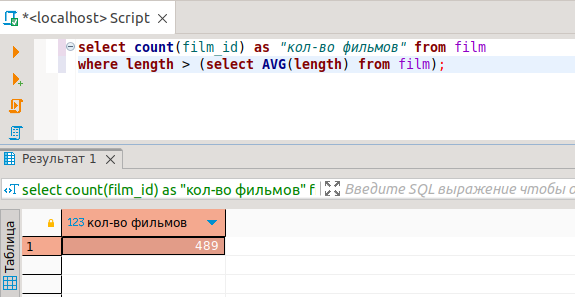 *<localhost> Script
select count(film_id) as "кол-во фильмов" from film
where length > (select AVG(length) from film);
Результат 1
select count(film_id) as "кол-во фильмов" f
Введите SQL выражение чтобы о
Таблица
123 кол-во фильмов
1 489